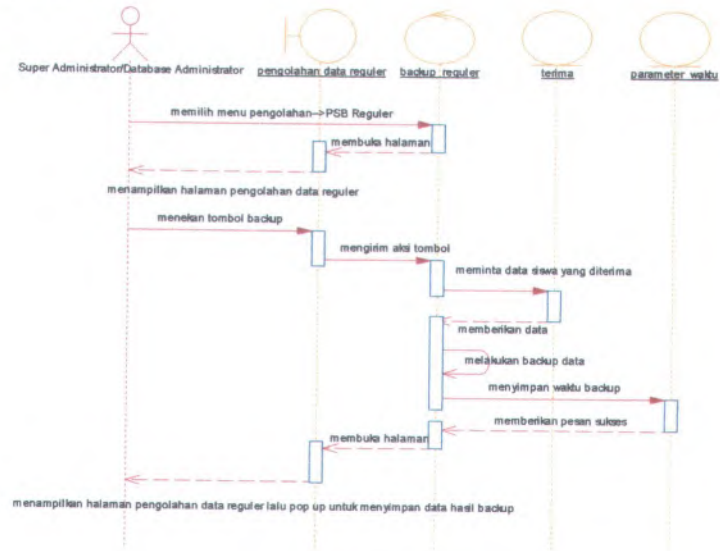 Super Administrator/Database Administrator
pengolahan data reguler
backup reguler
terima
parameter waktu
memilih menu pengolahan-->PSB Reguler
membuka halaman
menampilkan halaman pengolahan data reguler
menekan tombol backup
mengirim aksi tombol
meminta data siswa yang diterima
memberikan data
melakukan backup data
menyimpan waktu backup
memberikan pesan sukses
membuka halaman
menampilkan halaman pengolahan data reguler lalu pop up untuk menyimpan data hasil backup